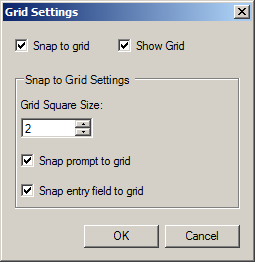 Grid Settings
Snap to grid Show Grid
Snap to Grid Settings
Grid Square Size:
2
Snap prompt to grid
Snap entry field to grid
OK Cancel